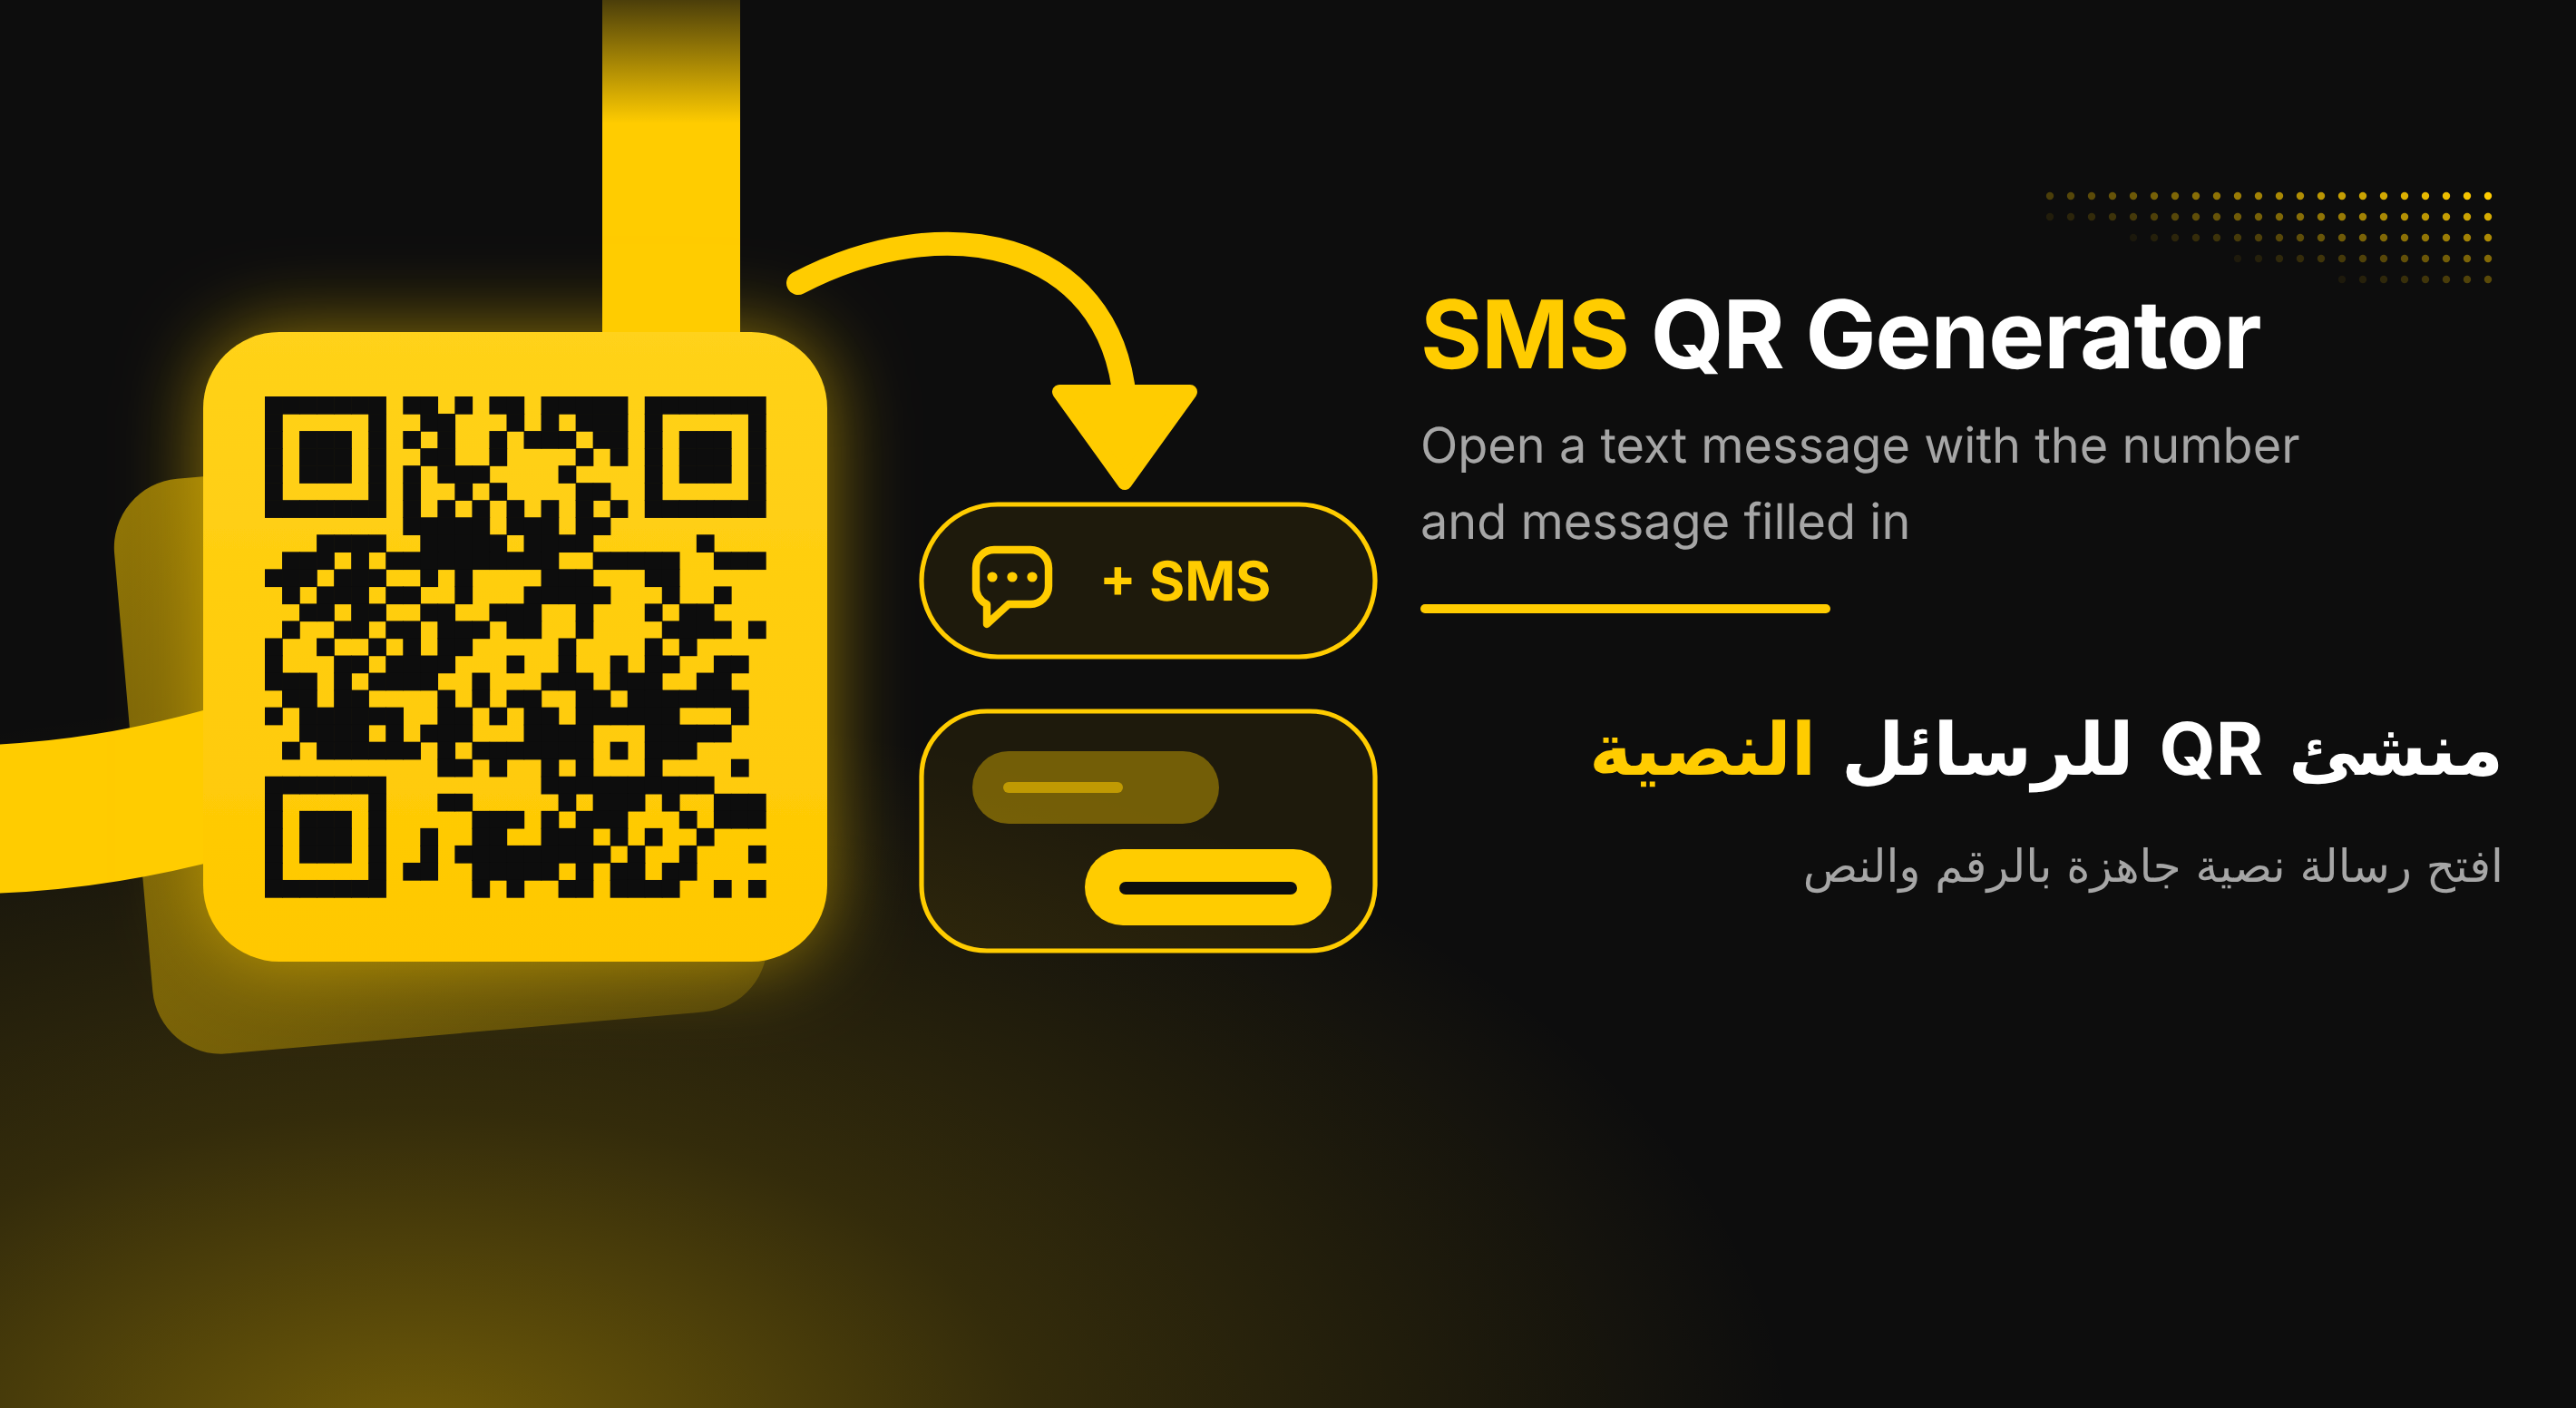 SMS QR Generator
Open a text message with the number
and message filled in
+ SMS
منشئ QR للرسائل النصية
افتح رسالة نصية جاهزة بالرقم والنص